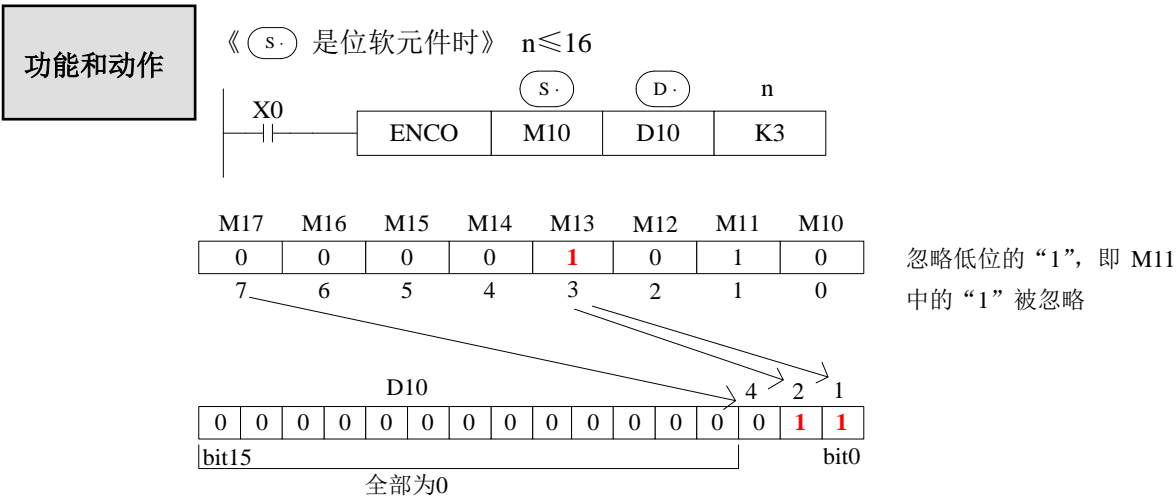 功能和动作
《 S· 是位软元件时》 n≤16
S· D· n
X0
ENCO M10 D10 K3
M17 M16 M15 M14 M13 M12 M11 M10
0 0 0 0 1 0 1 0
7 6 5 4 3 2 1 0
忽略低位的“1”，即 M11
中的“1”被忽略
D10
4 2 1
0 0 0 0 0 0 0 0 0 0 0 0 0 0 1 1
bit15 bit0
全部为0